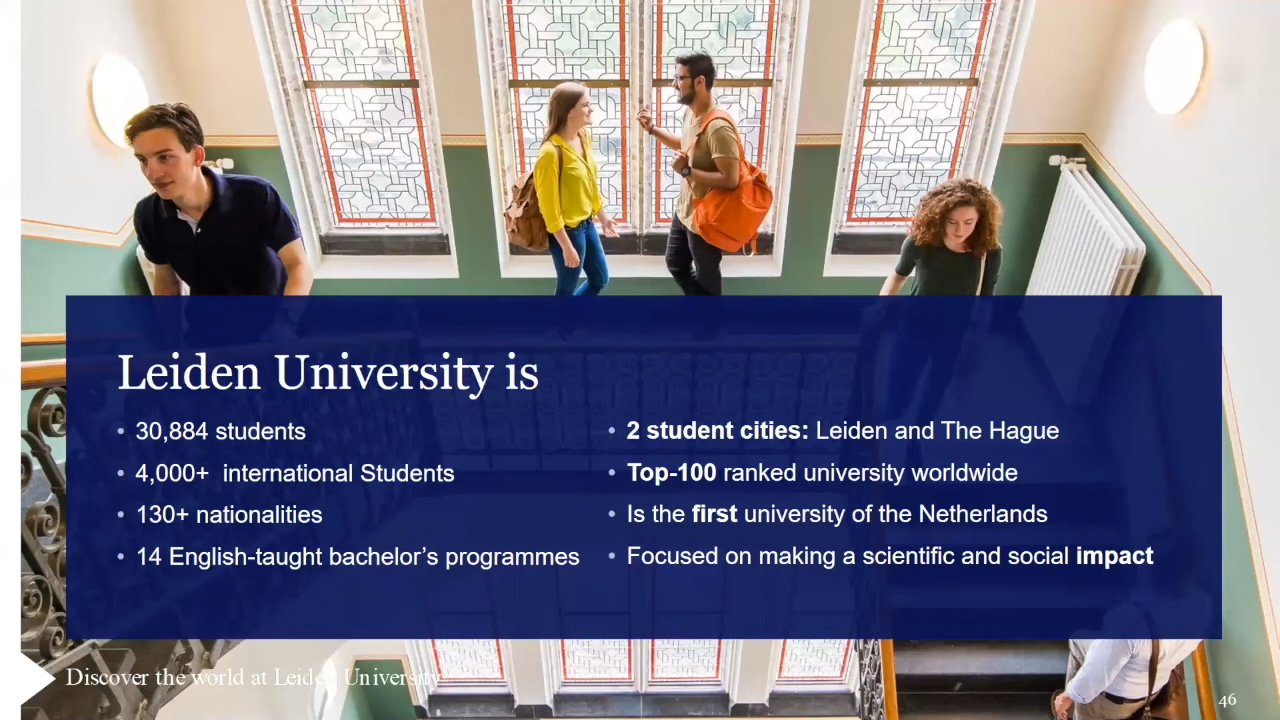 Leiden University is
• 30,884 students
• 4,000+  international Students
• 130+ nationalities
• 14 English-taught bachelor’s programmes
• 2 student cities: Leiden and The Hague
• Top-100 ranked university worldwide
• Is the first university of the Netherlands
• Focused on making a scientific and social impact
Discover the world at Leiden University
46